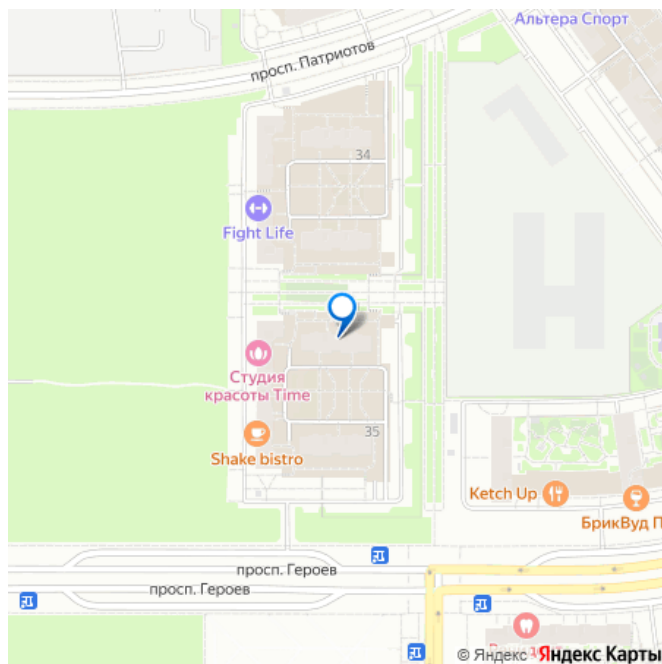 Альтера Спорт
просп. Патриотов
34
Fight Life
Студия
красоты Time
35
Shake bistro
Ketch Up
БрикВуд П
просп. Героев
просп. Героев
© Яндекс Яндекс Карты